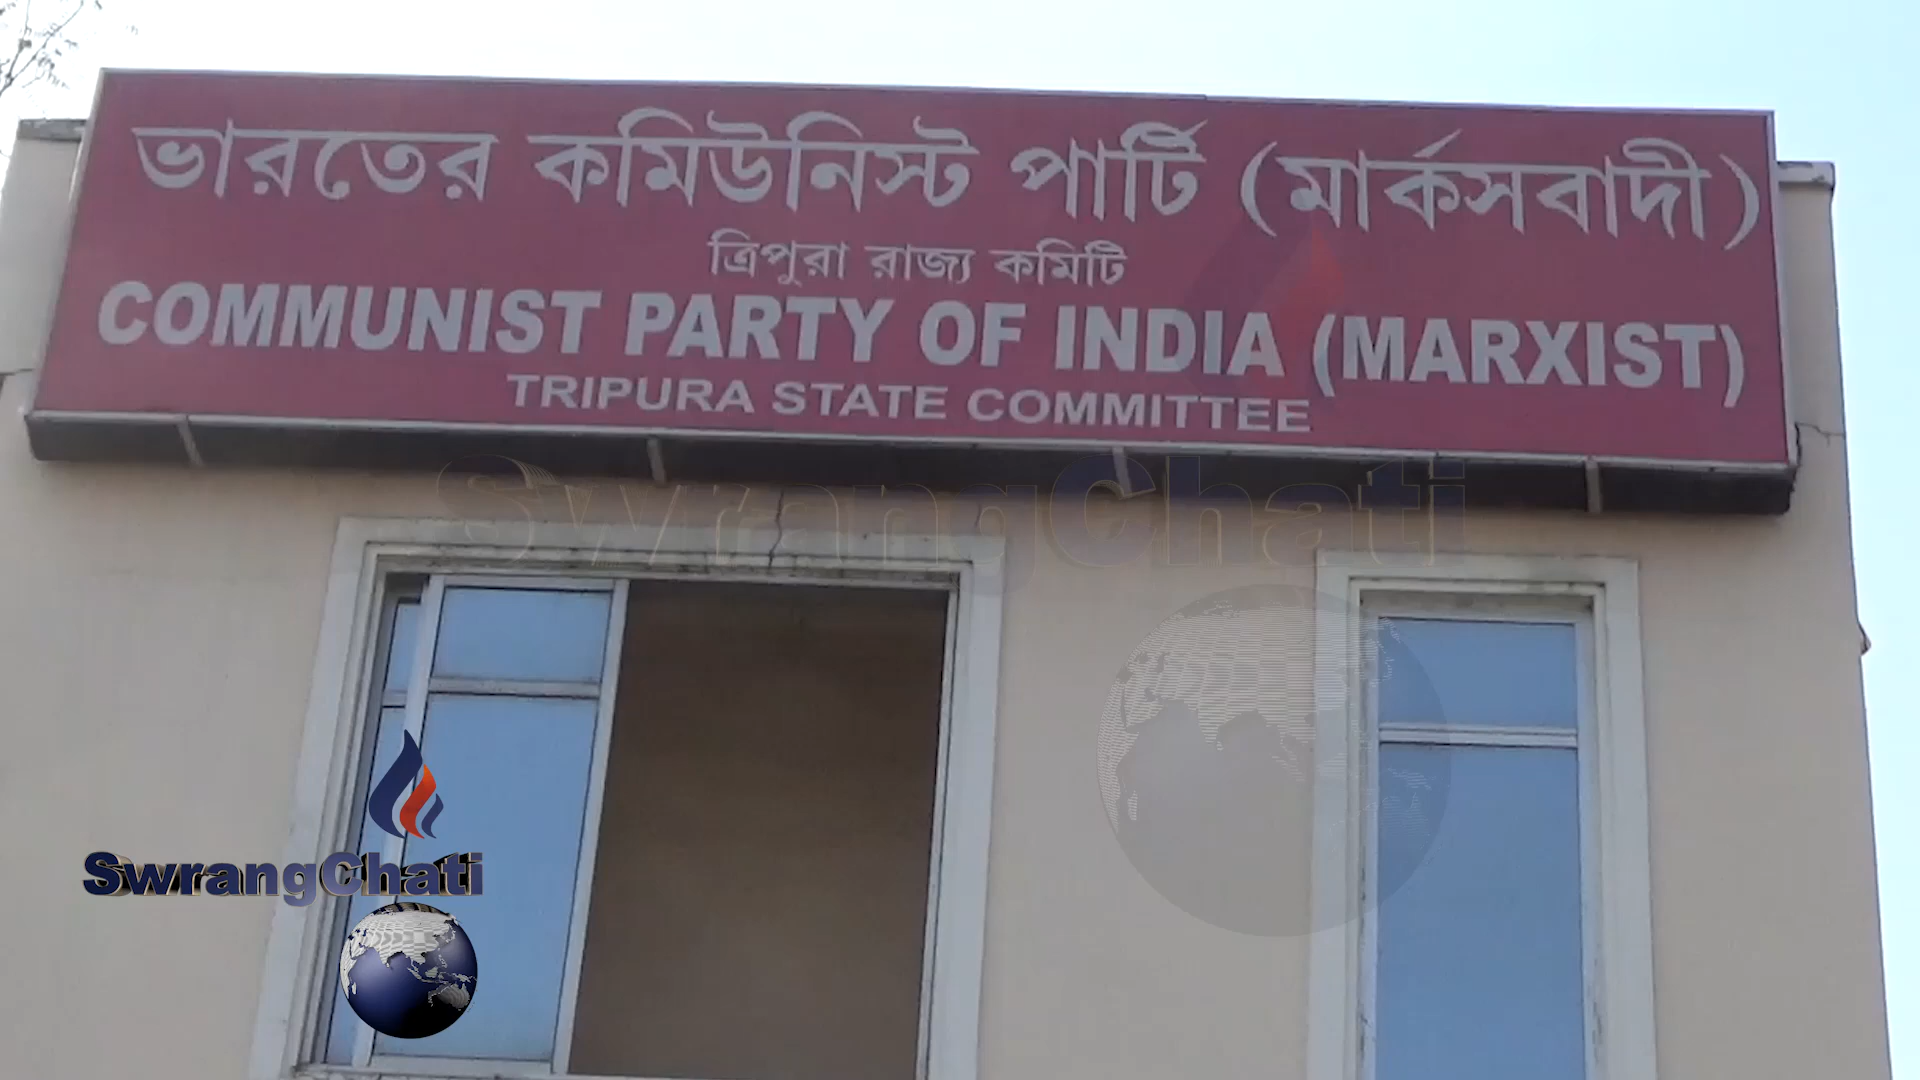 ভারতের কমিউনিস্ট পার্টি (মার্কসবাদী)
ত্রিপুরা রাজ্য কমিটি
COMMUNIST PARTY OF INDIA (MARXIST)
TRIPURA STATE COMMITTEE
SwrangChati
SwrangChati